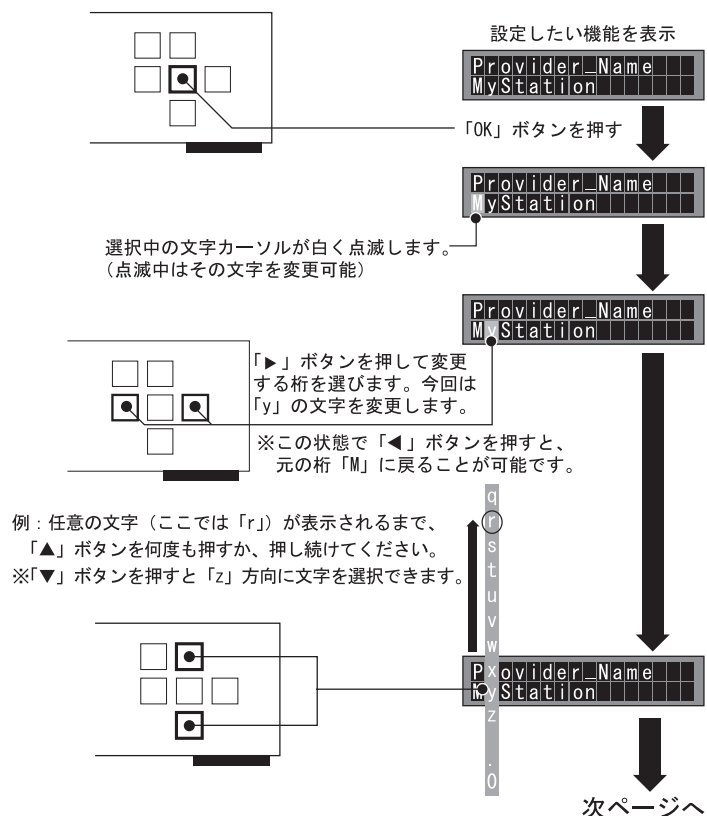 設定したい機能を表示
Provider_Name
MyStation
「OK」ボタンを押す
Provider_Name
MyStation
選択中の文字カーソルが白く点滅します。
(点滅中はその文字を変更可能)
Provider_Name
MyStation
「▶」ボタンを押して変更
する桁を選びます。今回は
「y」の文字を変更します。
※この状態で「◀」ボタンを押すと、
元の桁「M」に戻ることが可能です。
例:任意の文字(ここでは「r」)が表示されるまで、
「▲」ボタンを何度も押すか、押し続けてください。
※「▼」ボタンを押すと「z」方向に文字を選択できます。
q
r
s
t
u
v
w
x
y
z
.
0
Provider_Name
MyStation
次ページへ